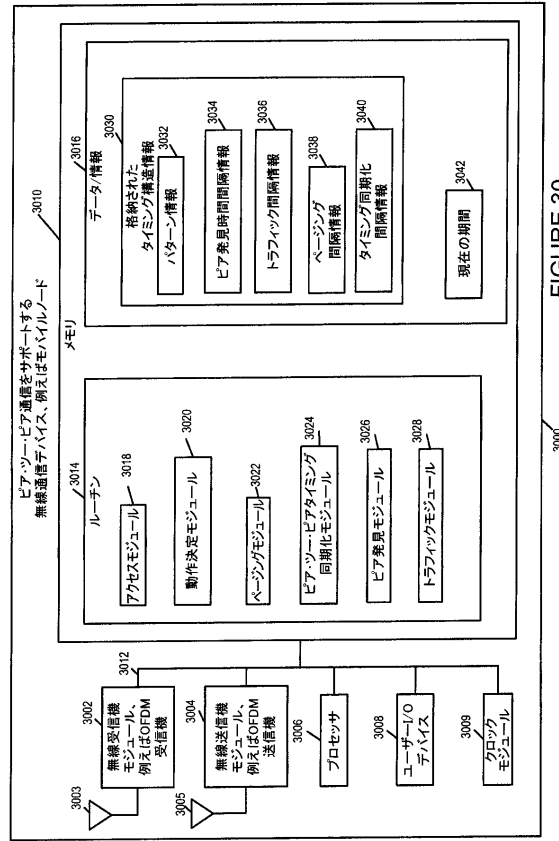 ピア・ツー・ピア通信をサポートする
無線通信デバイス、例えばモバイルノード
3010
3002
無線受信機
モジュール、
例えばOFDM
受信機
3003
3004
無線送信機
モジュール、
例えばOFDM
送信機
3005
3006
プロセッサ
3008
ユーザーI/O
デバイス
3009
クロック
モジュール
3012
メモリ
3014
ルーチン
3018
アクセスモジュール
3020
動作決定モジュール
3022
ページングモジュール
3024
ピア・ツー・ピアタイミング
同期化モジュール
3026
ピア発見モジュール
3028
トラフィックモジュール
3016
データ/情報
3030
格納された
タイミング構造情報
3032
パターン情報
3034
ピア発見時間間隔情報
3036
トラフィック間隔情報
3038
ページング
間隔情報
3040
タイミング同期化
間隔情報
3042
現在の期間
3000
FIGURE 30